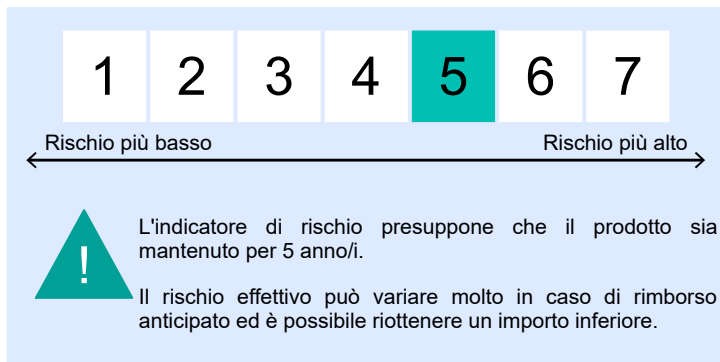 1 2 3 4 5 6 7
Rischio più basso Rischio più alto
L'indicatore di rischio presuppone che il prodotto sia
mantenuto per 5 anno/i.
!
Il rischio effettivo può variare molto in caso di rimborso
anticipato ed è possibile riottenere un importo inferiore.